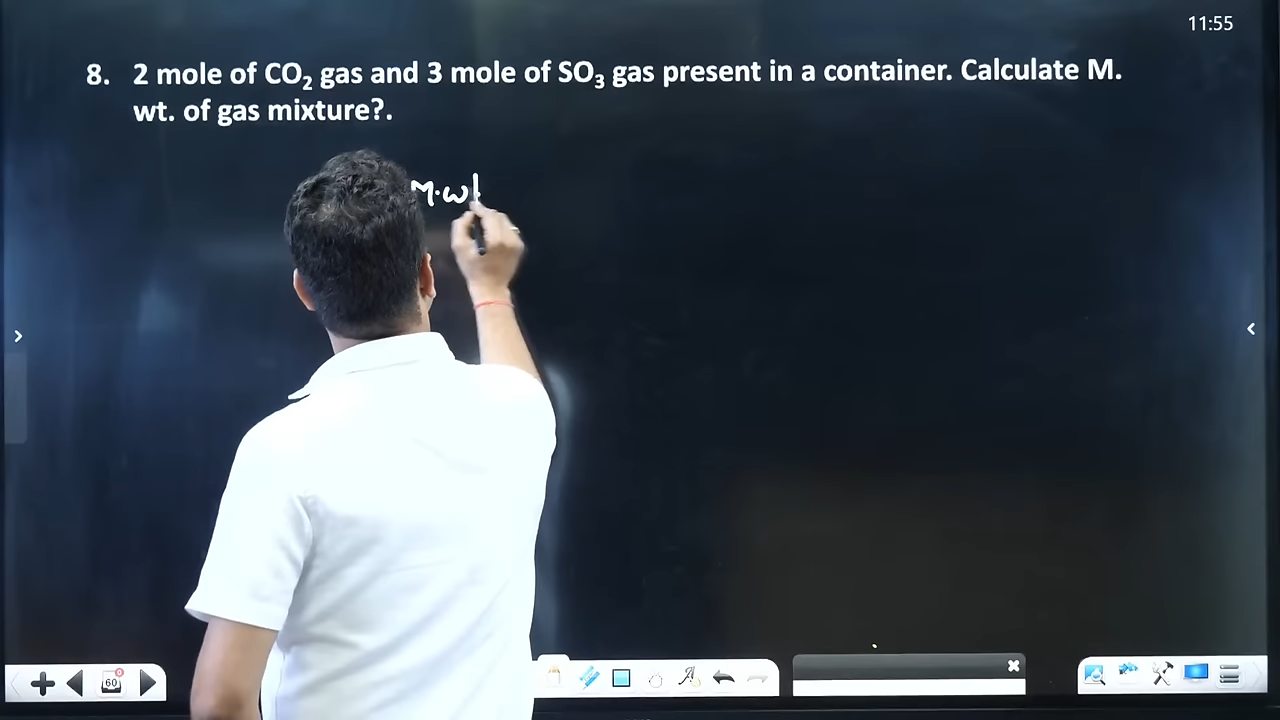 11:55
8. 2 mole of CO₂ gas and 3 mole of SO₃ gas present in a container. Calculate M.
wt. of gas mixture?.
M.wt
60